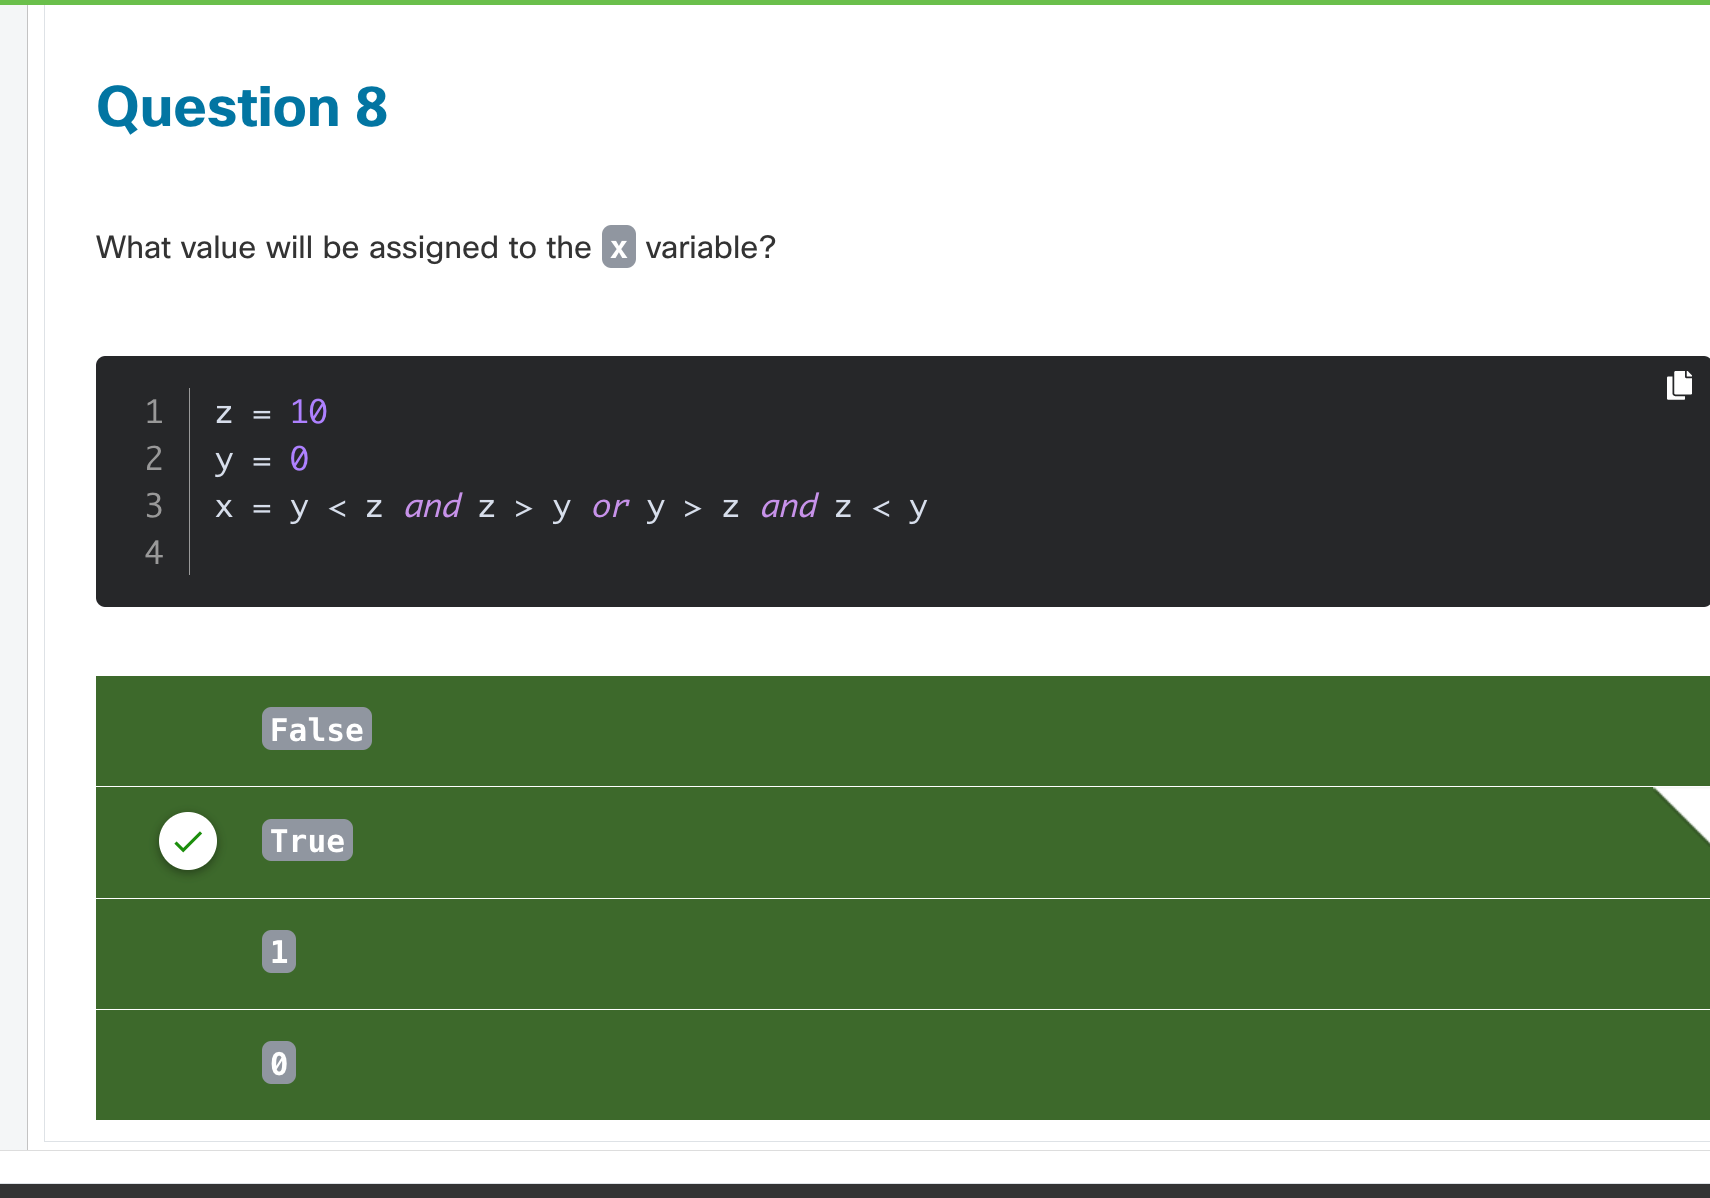 Question 8
What value will be assigned to the x variable?
1 z = 10
2 y = 0
3 x = y < z and z > y or y > z and z < y
4
False
True
1
0